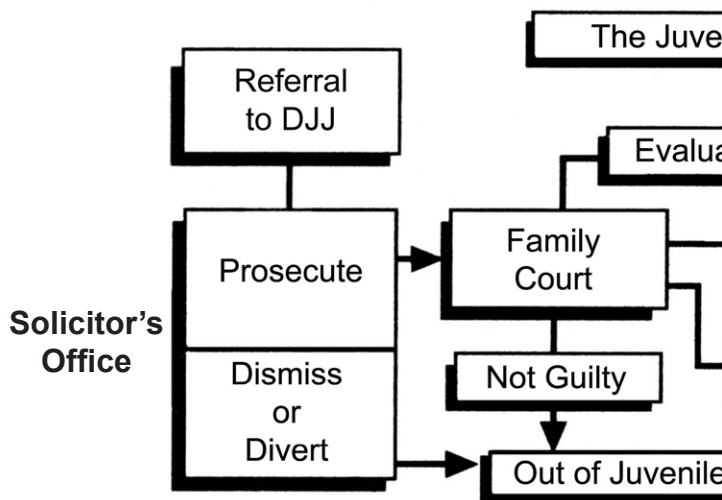 The Juve
Referral
to DJJ
Evalua
Prosecute
Family
Court
Solicitor's
Office
Dismiss
or
Divert
Not Guilty
Out of Juvenile